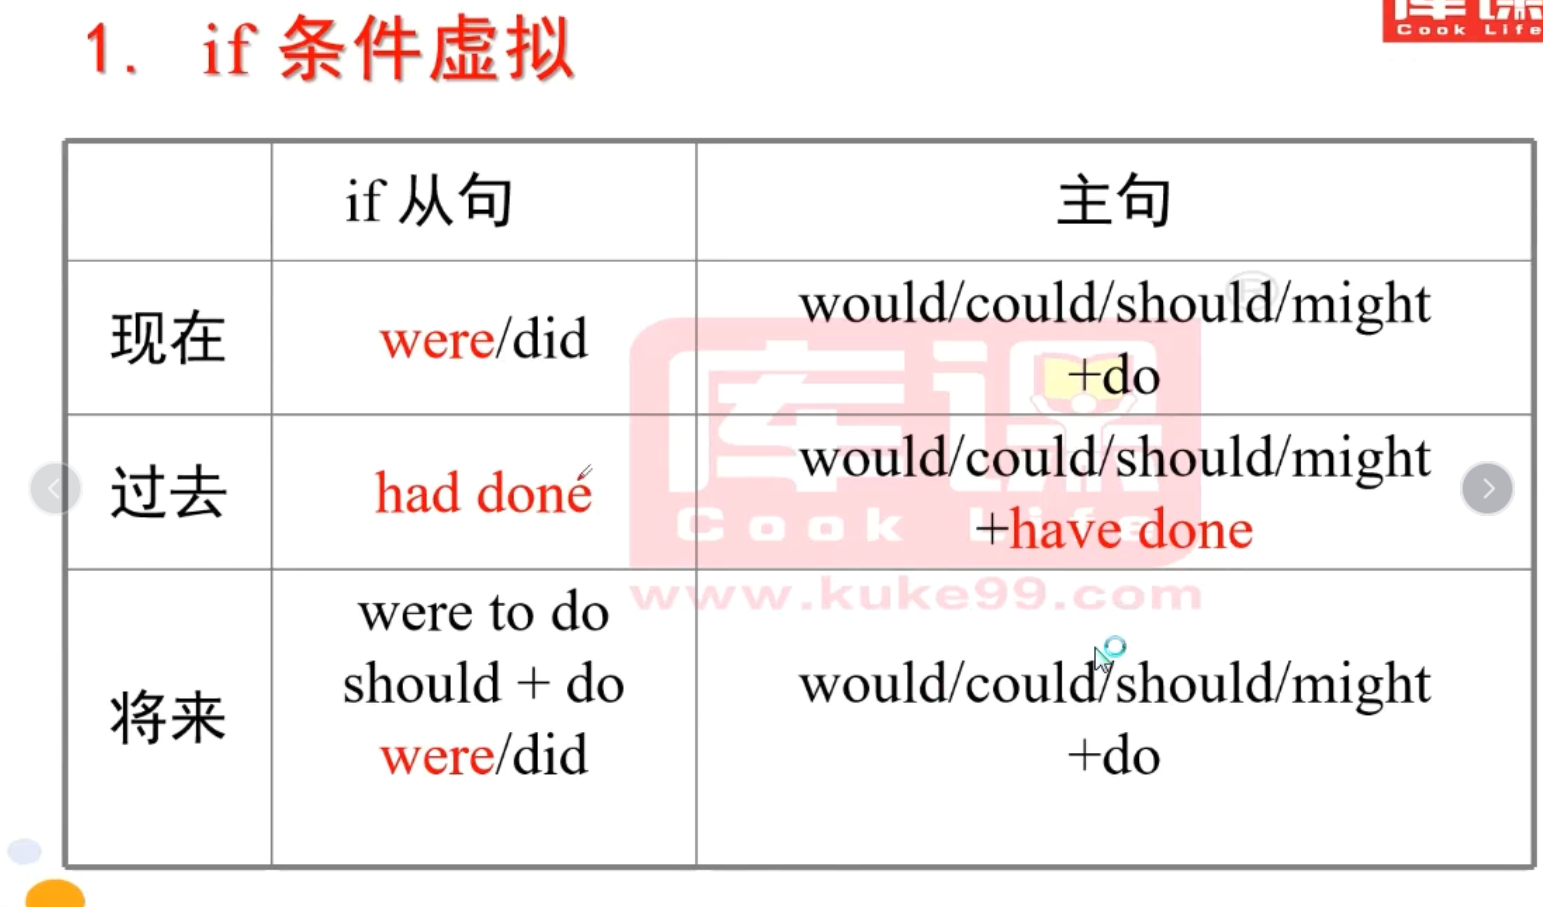 1. if 条件虚拟
库课
Cook Life
if 从句
主句
现在
were/did
would/could/should/might
+do
过去
had done
would/could/should/might
+have done
将来
were to do
should + do
were/did
would/could/should/might
+do
库课
®
Cook Life
www.kuke99.com